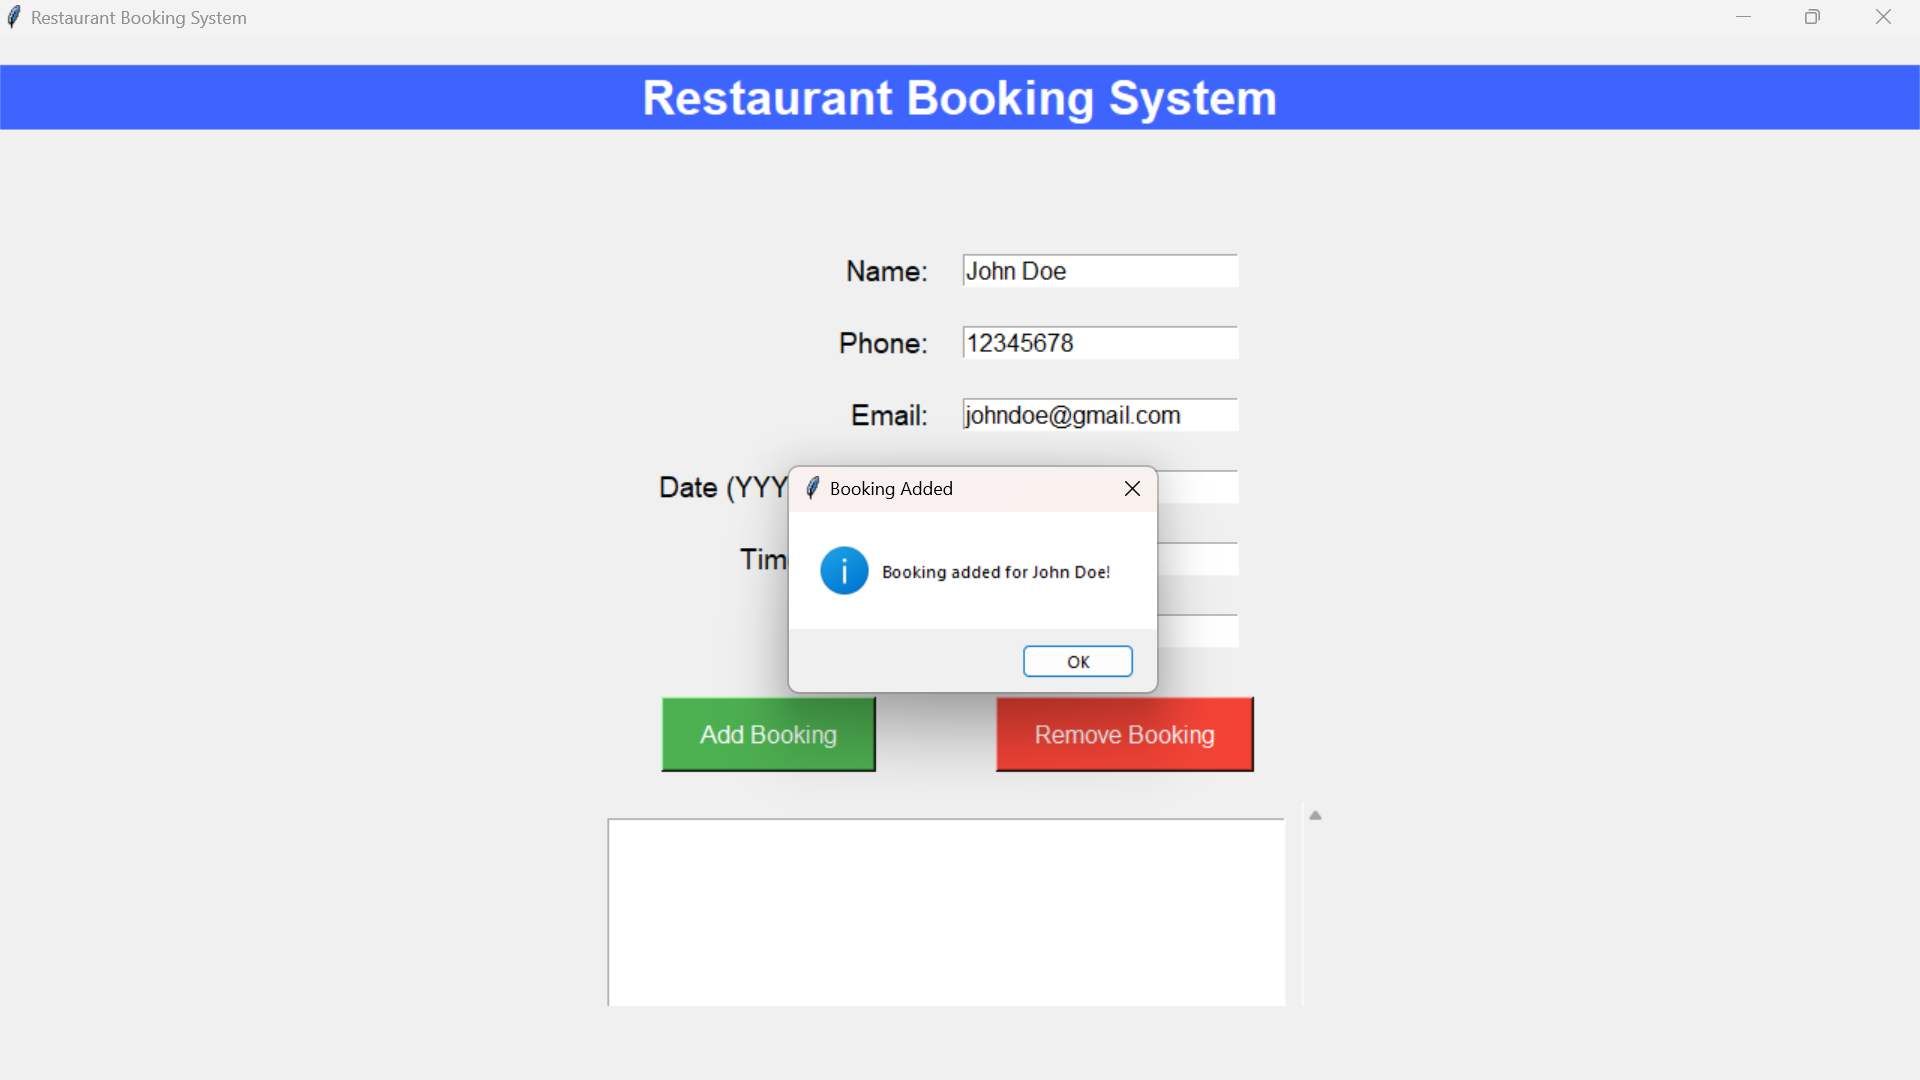 Restaurant Booking System
Restaurant Booking System
Name: John Doe
Phone: 12345678
Email: johndoe@gmail.com
Date (YYY
Booking Added
Booking added for John Doe!
OK
Add Booking
Remove Booking